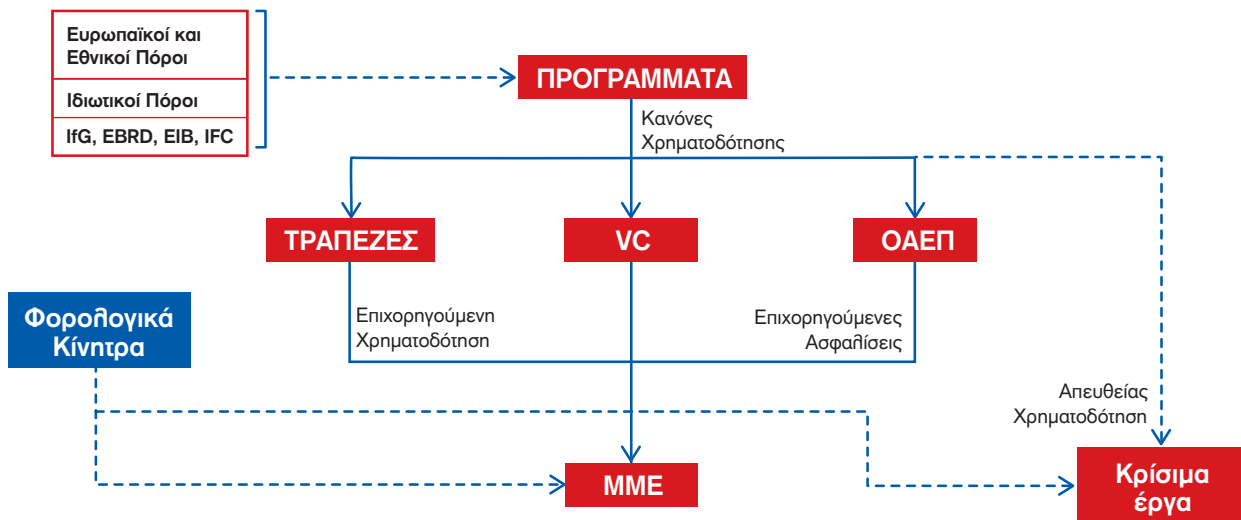 Ευρωπαϊκοί και
Εθνικοί Πόροι
Ιδιωτικοί Πόροι
IfG, EBRD, EIB, IFC
ΠΡΟΓΡΑΜΜΑΤΑ
Κανόνες
Χρηματοδότησης
ΤΡΑΠΕΖΕΣ
VC
ΟΑΕΠ
Φορολογικά
Κίνητρα
Επιχορηγούμενη
Χρηματοδότηση
Επιχορηγούμενες
Ασφαλίσεις
Απευθείας
Χρηματοδότηση
ΜΜΕ
Κρίσιμα
έργα